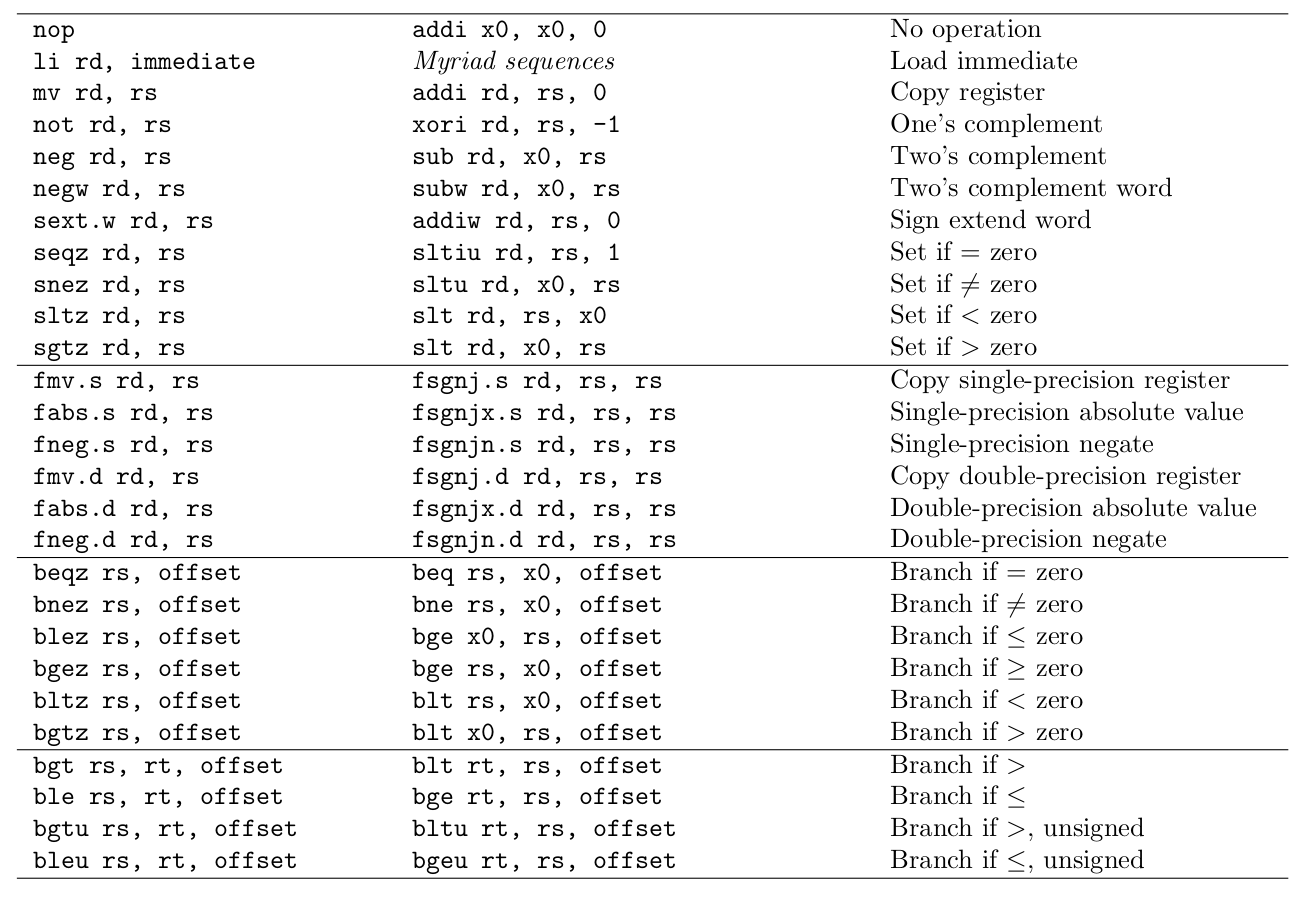 nop addi x0, x0, 0 No operation
li rd, immediate Myriad sequences Load immediate
mv rd, rs addi rd, rs, 0 Copy register
not rd, rs xori rd, rs, -1 One's complement
neg rd, rs sub rd, x0, rs Two's complement
negw rd, rs subw rd, x0, rs Two's complement word
sext.w rd, rs addiw rd, rs, 0 Sign extend word
seqz rd, rs sltiu rd, rs, 1 Set if = zero
snez rd, rs sltu rd, x0, rs Set if ≠ zero
sltz rd, rs slt rd, rs, x0 Set if < zero
sgtz rd, rs slt rd, x0, rs Set if > zero
fmv.s rd, rs fsgnj.s rd, rs, rs Copy single-precision register
fabs.s rd, rs fsgnjx.s rd, rs, rs Single-precision absolute value
fneg.s rd, rs fsgnjn.s rd, rs, rs Single-precision negate
fmv.d rd, rs fsgnj.d rd, rs, rs Copy double-precision register
fabs.d rd, rs fsgnjx.d rd, rs, rs Double-precision absolute value
fneg.d rd, rs fsgnjn.d rd, rs, rs Double-precision negate
beqz rs, offset beq rs, x0, offset Branch if = zero
bnez rs, offset bne rs, x0, offset Branch if ≠ zero
blez rs, offset bge x0, rs, offset Branch if ≤ zero
bgez rs, offset bge rs, x0, offset Branch if ≥ zero
bltz rs, offset blt rs, x0, offset Branch if < zero
bgtz rs, offset blt x0, rs, offset Branch if > zero
bgt rs, rt, offset blt rt, rs, offset Branch if >
ble rs, rt, offset bge rt, rs, offset Branch if ≤
bgtu rs, rt, offset bltu rt, rs, offset Branch if >, unsigned
bleu rs, rt, offset bgeu rt, rs, offset Branch if ≤, unsigned